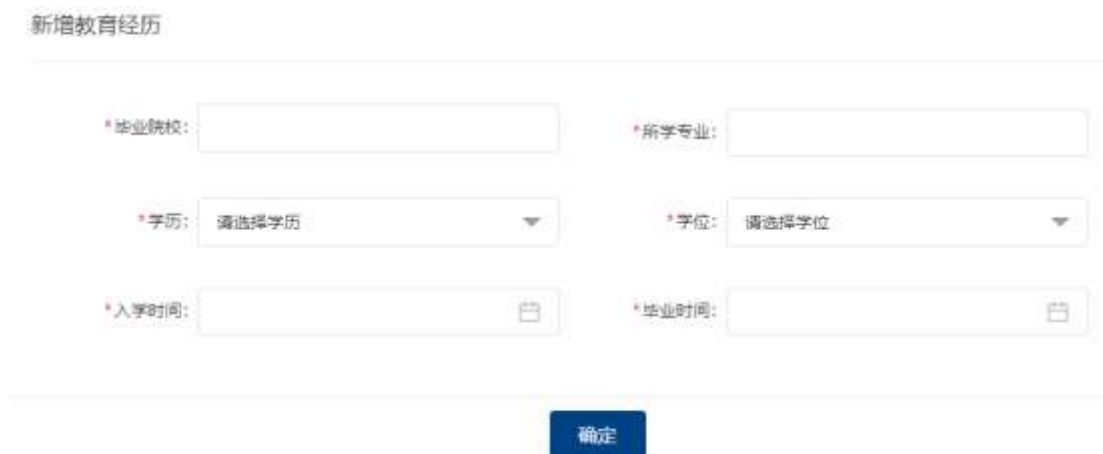 新增教育经历
*毕业院校: *所学专业:
*学历: 请选择学历 *学位: 请选择学位
*入学时间: *毕业时间:
确定